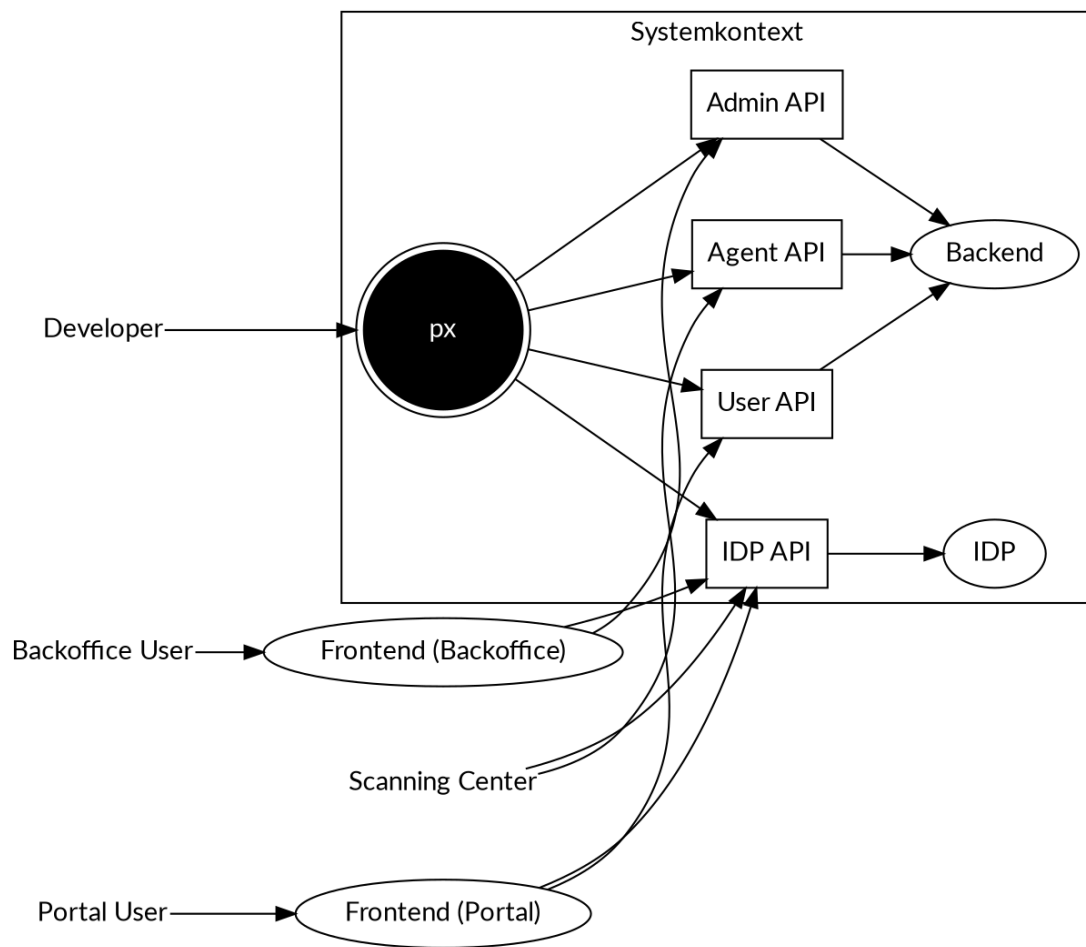 Systemkontext
Admin API
Agent API
Backend
Developer
px
User API
IDP API
IDP
Backoffice User
Frontend (Backoffice)
Scanning Center
Portal User
Frontend (Portal)